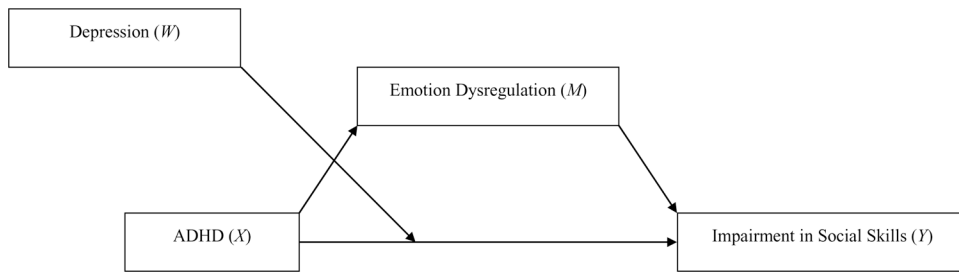 Depression (W)
Emotion Dysregulation (M)
ADHD (X)
Impairment in Social Skills (Y)